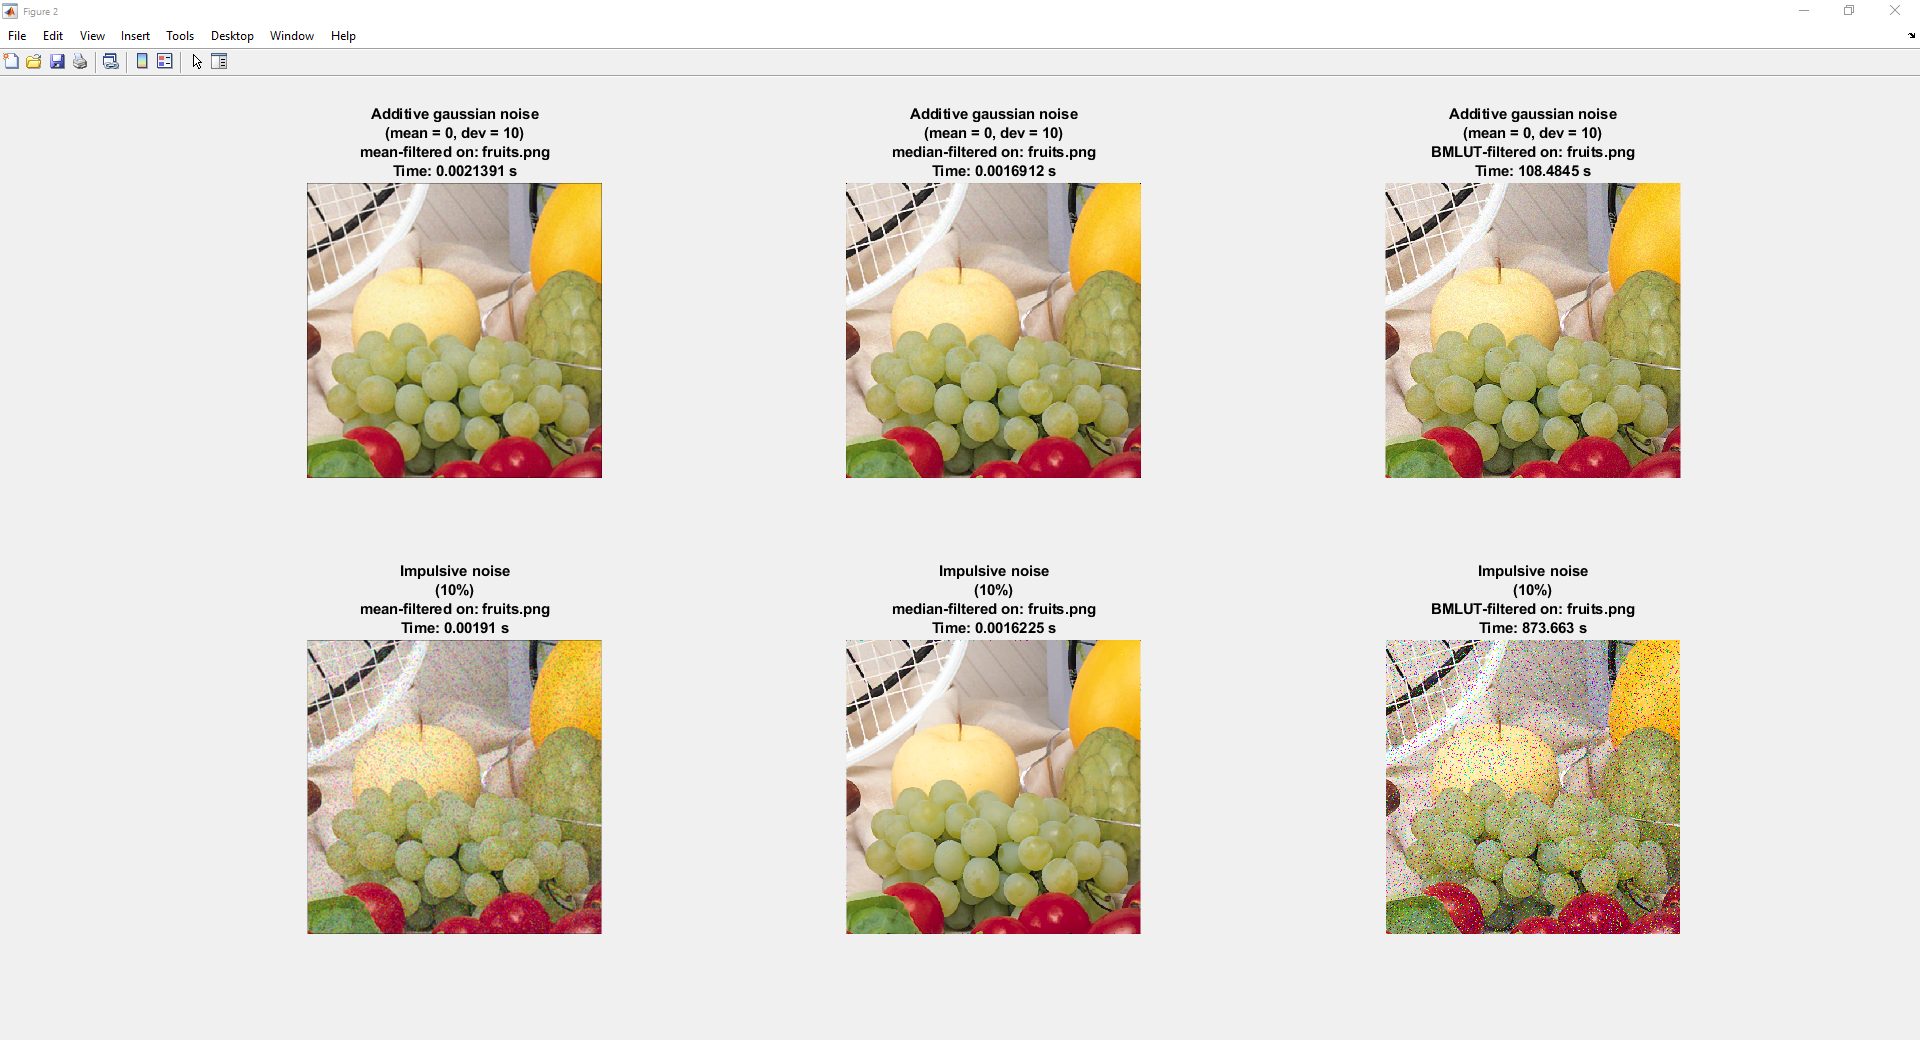 Figure 2
File Edit View Insert Tools Desktop Window Help
Additive gaussian noise
(mean = 0, dev = 10)
mean-filtered on: fruits.png
Time: 0.0021391 s
Additive gaussian noise
(mean = 0, dev = 10)
median-filtered on: fruits.png
Time: 0.0016912 s
Additive gaussian noise
(mean = 0, dev = 10)
BMLUT-filtered on: fruits.png
Time: 108.4845 s
Impulsive noise
(10%)
mean-filtered on: fruits.png
Time: 0.00191 s
Impulsive noise
(10%)
median-filtered on: fruits.png
Time: 0.0016225 s
Impulsive noise
(10%)
BMLUT-filtered on: fruits.png
Time: 873.663 s